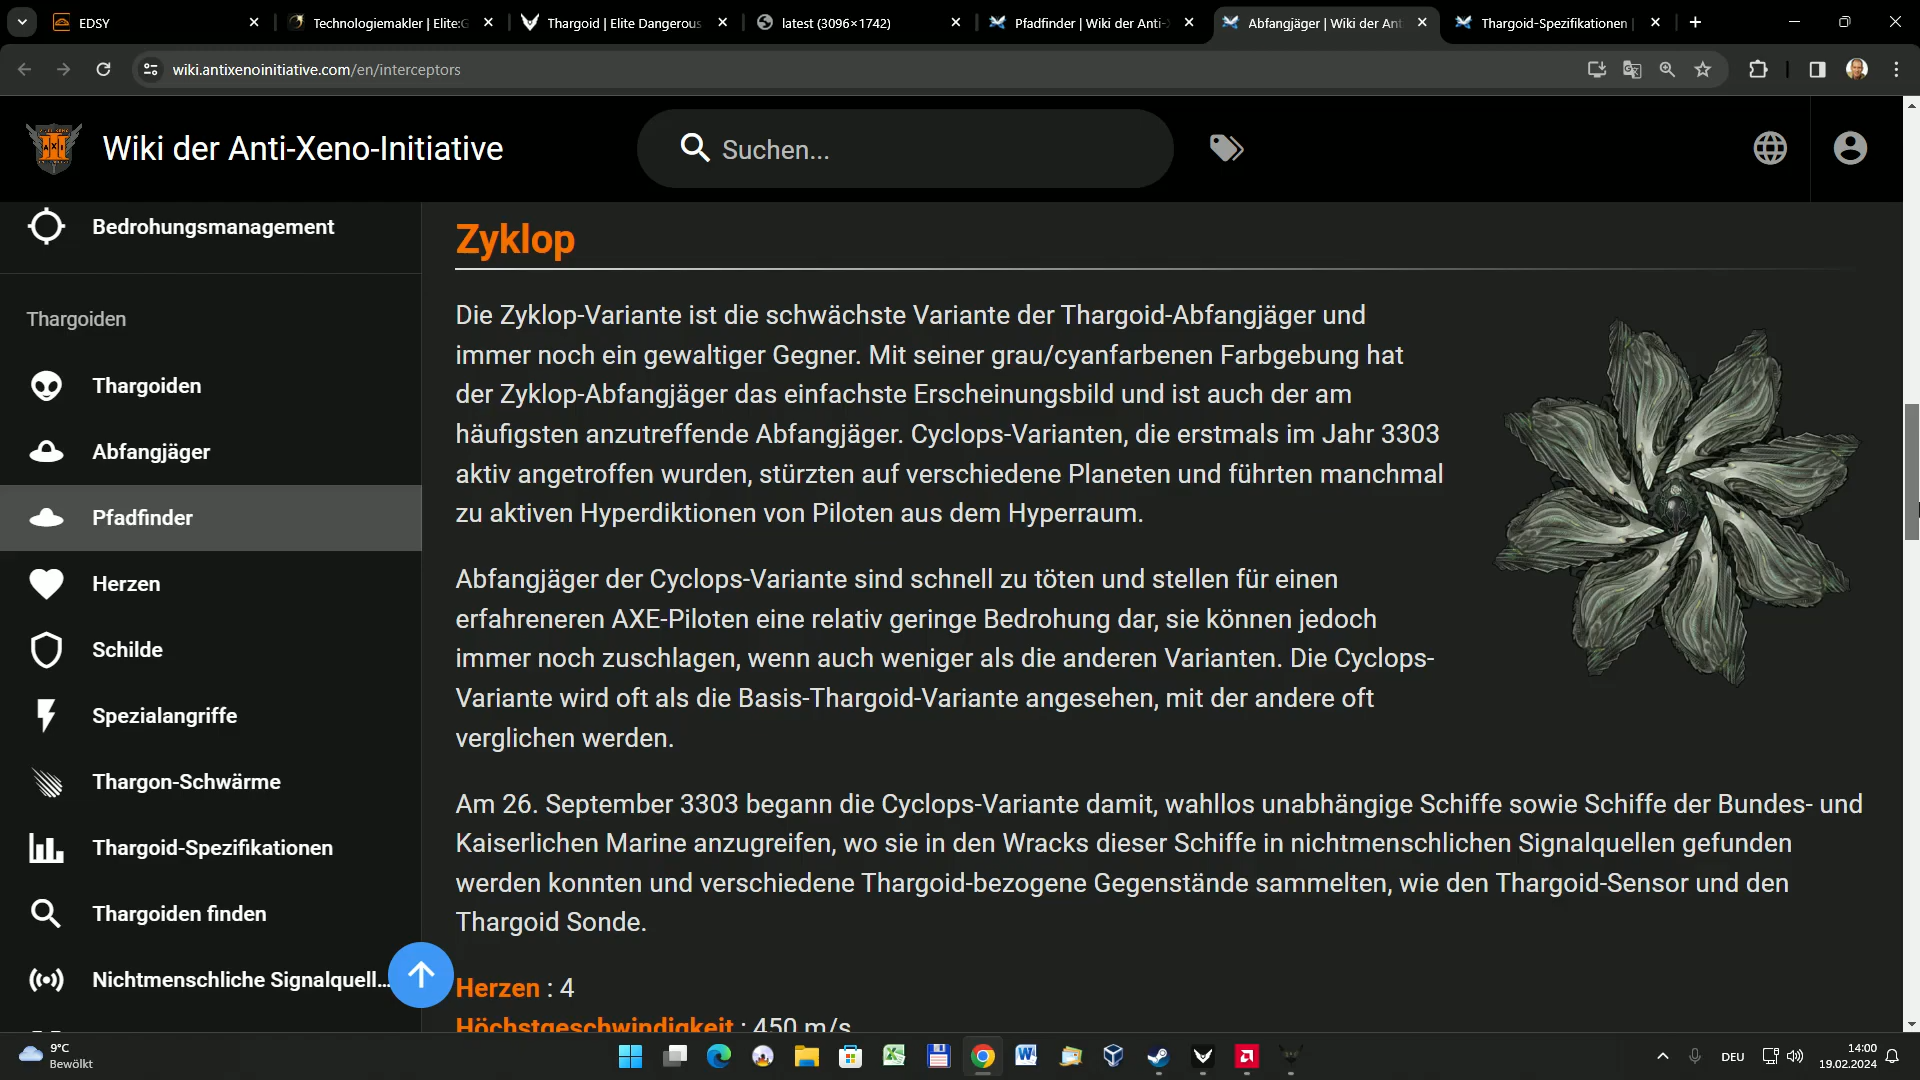 EDSY
Technologiemakler | Elite:G
Thargoid | Elite Dangerous
latest (3096×1742)
Pfadfinder | Wiki der Anti-X
Abfangjäger | Wiki der Ant
Thargoid-Spezifikationen |
wiki.antixenoinitiative.com/en/interceptors
AXI
Wiki der Anti-Xeno-Initiative
Suchen...
Bedrohungsmanagement
Thargoiden
Thargoiden
Abfangjäger
Pfadfinder
Herzen
Schilde
Spezialangriffe
Thargon-Schwärme
Thargoid-Spezifikationen
Thargoiden finden
Nichtmenschliche Signalquell...
Zyklop
Die Zyklop-Variante ist die schwächste Variante der Thargoid-Abfangjäger und
immer noch ein gewaltiger Gegner. Mit seiner grau/cyanfarbenen Farbgebung hat
der Zyklop-Abfangjäger das einfachste Erscheinungsbild und ist auch der am
häufigsten anzutreffende Abfangjäger. Cyclops-Varianten, die erstmals im Jahr 3303
aktiv angetroffen wurden, stürzten auf verschiedene Planeten und führten manchmal
zu aktiven Hyperdiktionen von Piloten aus dem Hyperraum.
Abfangjäger der Cyclops-Variante sind schnell zu töten und stellen für einen
erfahreneren AXE-Piloten eine relativ geringe Bedrohung dar, sie können jedoch
immer noch zuschlagen, wenn auch weniger als die anderen Varianten. Die Cyclops-
Variante wird oft als die Basis-Thargoid-Variante angesehen, mit der andere oft
verglichen werden.
Am 26. September 3303 begann die Cyclops-Variante damit, wahllos unabhängige Schiffe sowie Schiffe der Bundes- und
Kaiserlichen Marine anzugreifen, wo sie in den Wracks dieser Schiffe in nichtmenschlichen Signalquellen gefunden
werden konnten und verschiedene Thargoid-bezogene Gegenstände sammelten, wie den Thargoid-Sensor und den
Thargoid Sonde.
Herzen : 4
Höchstgeschwindigkeit : 450 m/s
9°C
Bewölkt
DEU
14:00
19.02.2024